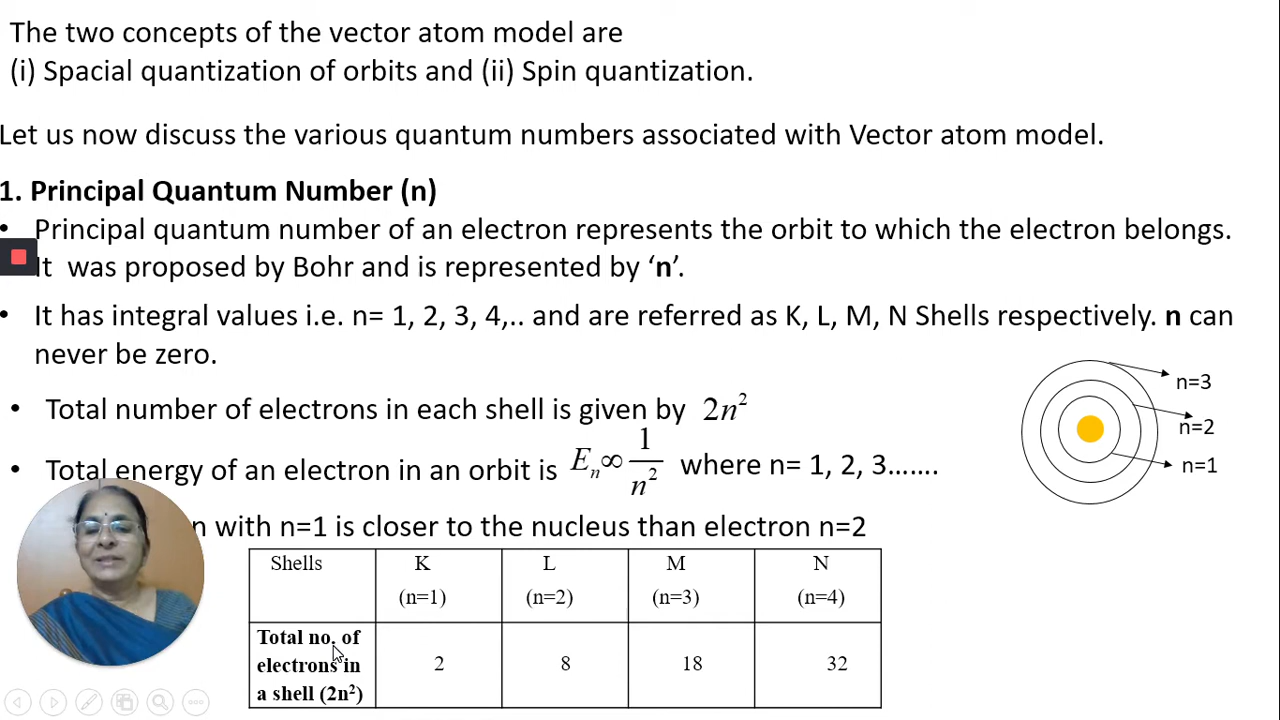 The two concepts of the vector atom model are
(i) Spacial quantization of orbits and (ii) Spin quantization.
Let us now discuss the various quantum numbers associated with Vector atom model.
1. Principal Quantum Number (n)
• Principal quantum number of an electron represents the orbit to which the electron belongs.
It was proposed by Bohr and is represented by ‘n’.
• It has integral values i.e. n= 1, 2, 3, 4,.. and are referred as K, L, M, N Shells respectively. n can
never be zero.
• Total number of electrons in each shell is given by 2n²
• Total energy of an electron in an orbit is Eₙ∞ 1/n² where n= 1, 2, 3.......
n with n=1 is closer to the nucleus than electron n=2
n=3
n=2
n=1
Shells K L M N
(n=1) (n=2) (n=3) (n=4)
Total no. of
electrons in 2 8 18 32
a shell (2n²)